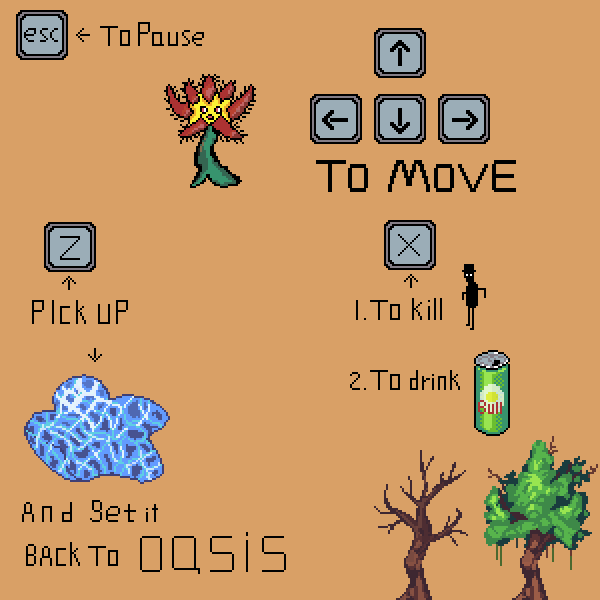 esc ← To Pause
↑
← ↓ →
TO MOVE
Z
↑
PIck UP
↓
And get it
BACK To OASIS
X
↑
1. To kill
2. To drink
Bull